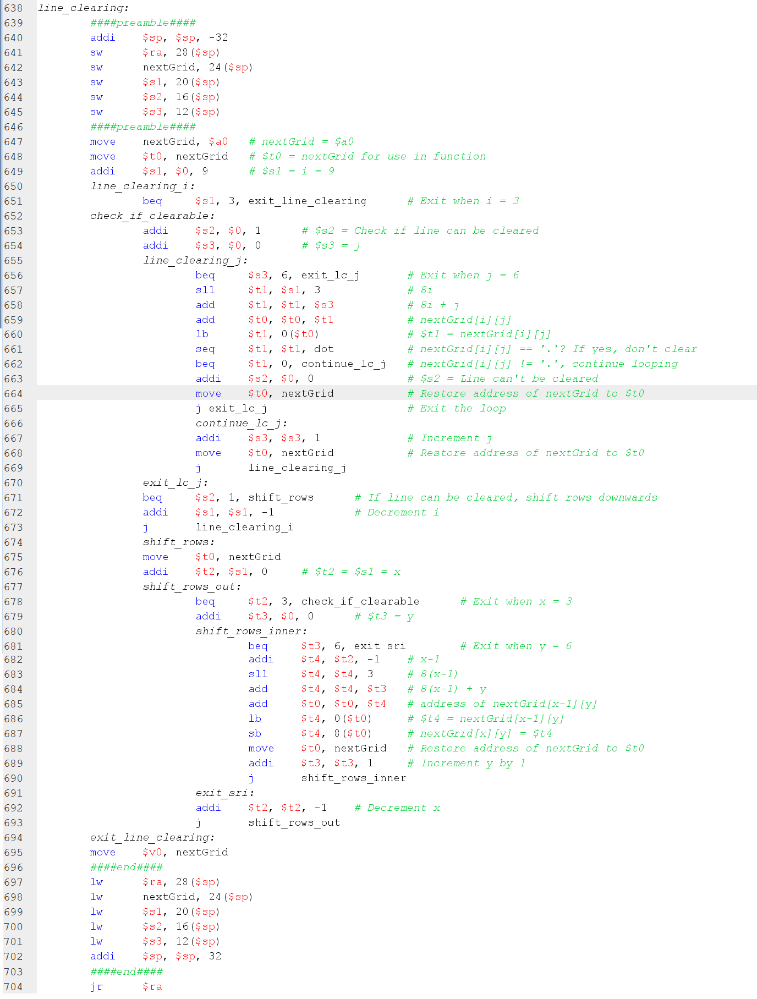 638 line_clearing:
639 ####preamble####
640 addi $sp, $sp, -32
641 sw $ra, 28($sp)
642 sw nextGrid, 24($sp)
643 sw $s1, 20($sp)
644 sw $s2, 16($sp)
645 sw $s3, 12($sp)
646 ####preamble####
647 move nextGrid, $a0 # nextGrid = $a0
648 move $t0, nextGrid # $t0 = nextGrid for use in function
649 addi $s1, $0, 9 # $s1 = i = 9
650 line_clearing_i:
651 beq $s1, 3, exit_line_clearing # Exit when i = 3
652 check_if_clearable:
653 addi $s2, $0, 1 # $s2 = Check if line can be cleared
654 addi $s3, $0, 0 # $s3 = j
655 line_clearing_j:
656 beq $s3, 6, exit_lc_j # Exit when j = 6
657 sll $t1, $s1, 3 # 8i
658 add $t1, $t1, $s3 # 8i + j
659 add $t0, $t0, $t1 # nextGrid[i][j]
660 lb $t1, 0($t0) # $t1 = nextGrid[i][j]
661 seq $t1, $t1, dot # nextGrid[i][j] == '.'? If yes, don't clear
662 beq $t1, 0, continue_lc_j # nextGrid[i][j] != '.', continue looping
663 addi $s2, $0, 0 # $s2 = Line can't be cleared
664 move $t0, nextGrid # Restore address of nextGrid to $t0
665 j exit_lc_j # Exit the loop
666 continue_lc_j:
667 addi $s3, $s3, 1 # Increment j
668 move $t0, nextGrid # Restore address of nextGrid to $t0
669 j line_clearing_j
670 exit_lc_j:
671 beq $s2, 1, shift_rows # If line can be cleared, shift rows downwards
672 addi $s1, $s1, -1 # Decrement i
673 j line_clearing_i
674 shift_rows:
675 move $t0, nextGrid
676 addi $t2, $s1, 0 # $t2 = $s1 = x
677 shift_rows_out:
678 beq $t2, 3, check_if_clearable # Exit when x = 3
679 addi $t3, $0, 0 # $t3 = y
680 shift_rows_inner:
681 beq $t3, 6, exit sri # Exit when y = 6
682 addi $t4, $t2, -1 # x-1
683 sll $t4, $t4, 3 # 8(x-1)
684 add $t4, $t4, $t3 # 8(x-1) + y
685 add $t0, $t0, $t4 # address of nextGrid[x-1][y]
686 lb $t4, 0($t0) # $t4 = nextGrid[x-1][y]
687 sb $t4, 8($t0) # nextGrid[x][y] = $t4
688 move $t0, nextGrid # Restore address of nextGrid to $t0
689 addi $t3, $t3, 1 # Increment y by 1
690 j shift_rows_inner
691 exit_sri:
692 addi $t2, $t2, -1 # Decrement x
693 j shift_rows_out
694 exit_line_clearing:
695 move $v0, nextGrid
696 ####end####
697 lw $ra, 28($sp)
698 lw nextGrid, 24($sp)
699 lw $s1, 20($sp)
700 lw $s2, 16($sp)
701 lw $s3, 12($sp)
702 addi $sp, $sp, 32
703 ####end####
704 jr $ra